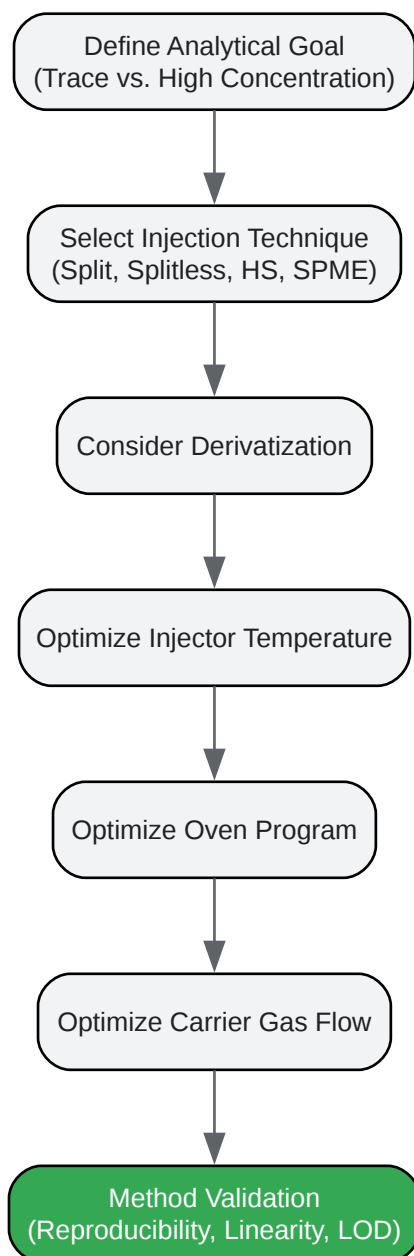 Define Analytical Goal
(Trace vs. High Concentration)
Select Injection Technique
(Split, Splitless, HS, SPME)
Consider Derivatization
Optimize Injector Temperature
Optimize Oven Program
Optimize Carrier Gas Flow
Method Validation
(Reproducibility, Linearity, LOD)